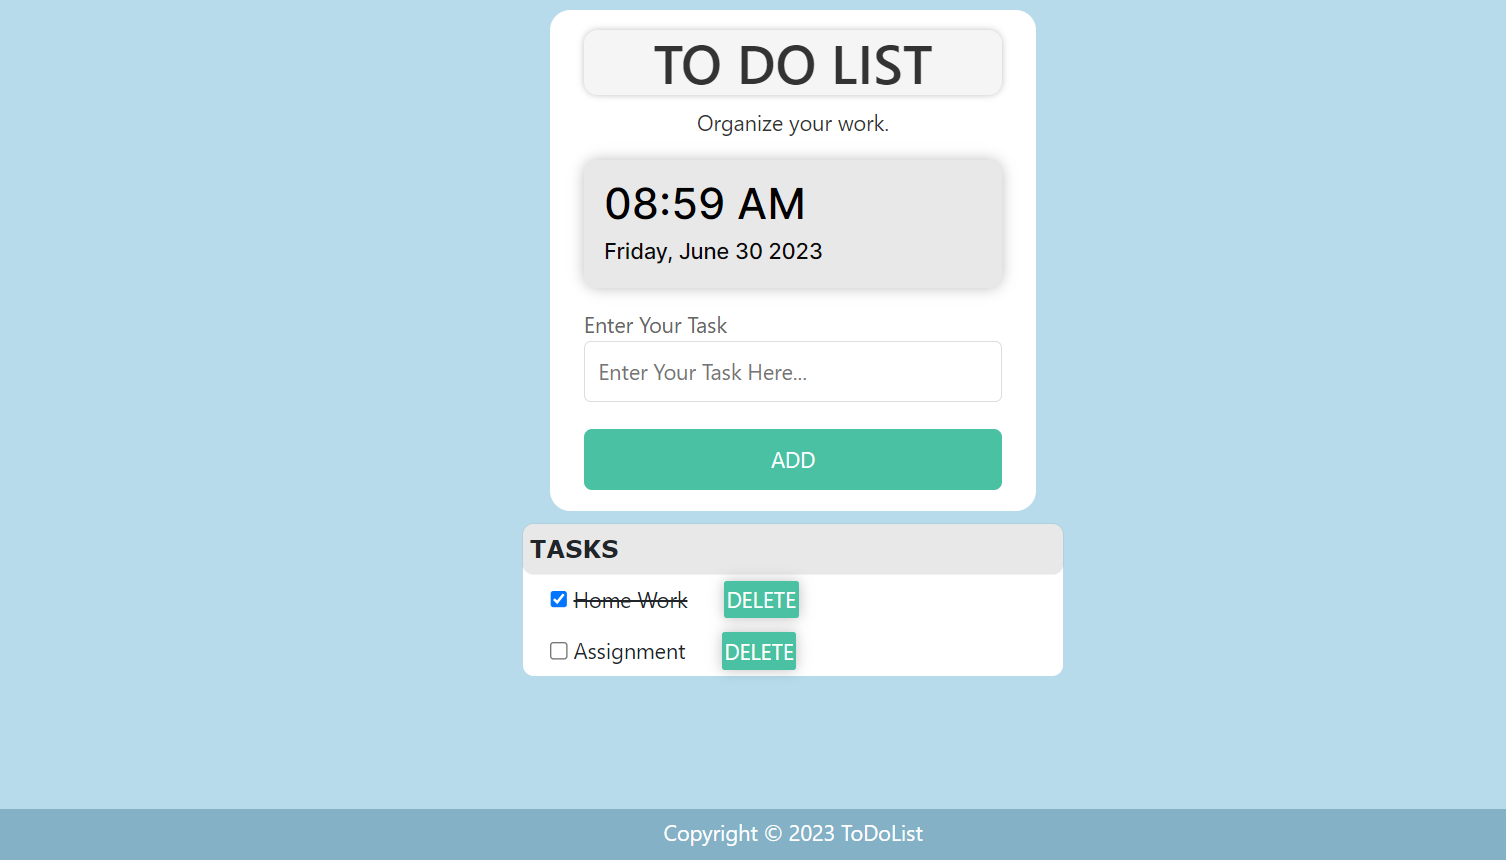 TO DO LIST
Organize your work.
08:59 AM
Friday, June 30 2023
Enter Your Task
Enter Your Task Here...
ADD
TASKS
Home Work DELETE
Assignment DELETE
Copyright © 2023 ToDoList